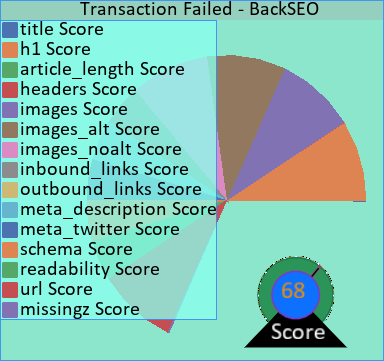 Transaction Failed - BackSEO
title Score
h1 Score
article_length Score
headers Score
images Score
images_alt Score
images_noalt Score
inbound_links Score
outbound_links Score
meta_description Score
meta_twitter Score
schema Score
readability Score
url Score
missingz Score
68
Score